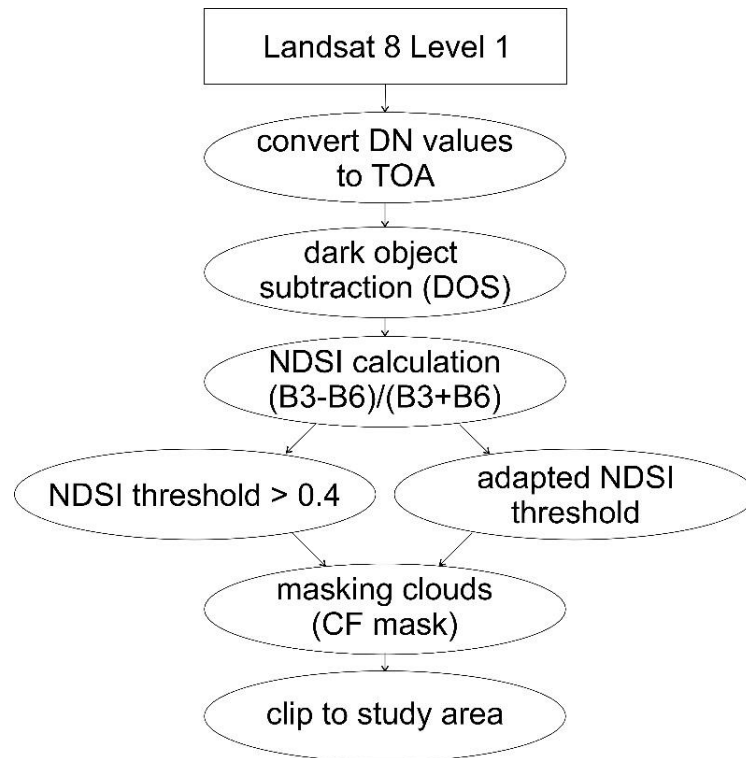 Landsat 8 Level 1
convert DN values
to TOA
dark object
subtraction (DOS)
NDSI calculation
(B3-B6)/(B3+B6)
NDSI threshold > 0.4
adapted NDSI
threshold
masking clouds
(CF mask)
clip to study area